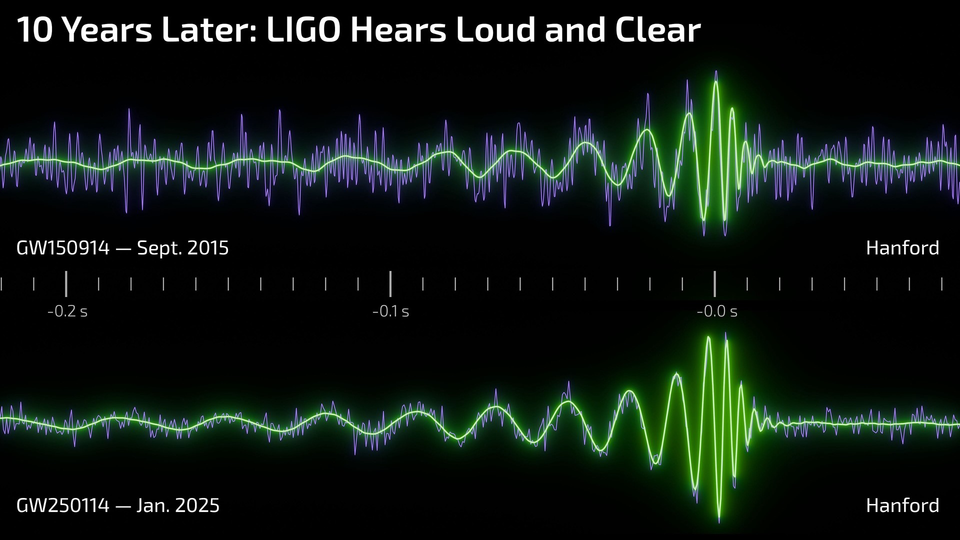 10 Years Later: LIGO Hears Loud and Clear
GW150914 — Sept. 2015 Hanford
-0.2 s -0.1 s -0.0 s
GW250114 — Jan. 2025 Hanford